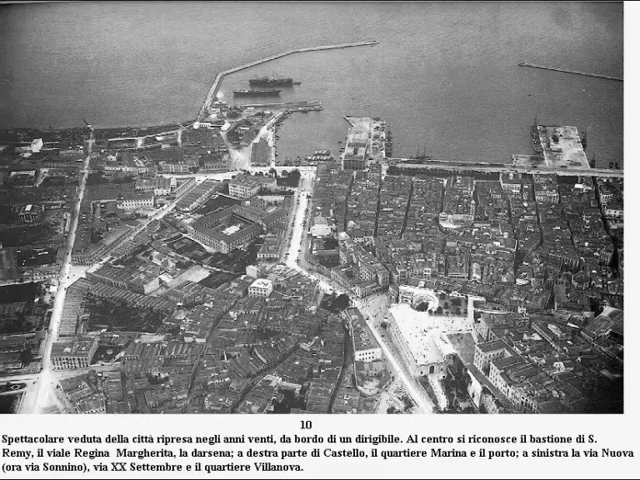 10
Spettacolare veduta della città ripresa negli anni venti, da bordo di un dirigibile. Al centro si riconosce il bastione di S.
Remy, il viale Regina Margherita, la darsena; a destra parte di Castello, il quartiere Marina e il porto; a sinistra la via Nuova
(ora via Sonnino), via XX Settembre e il quartiere Villanova.